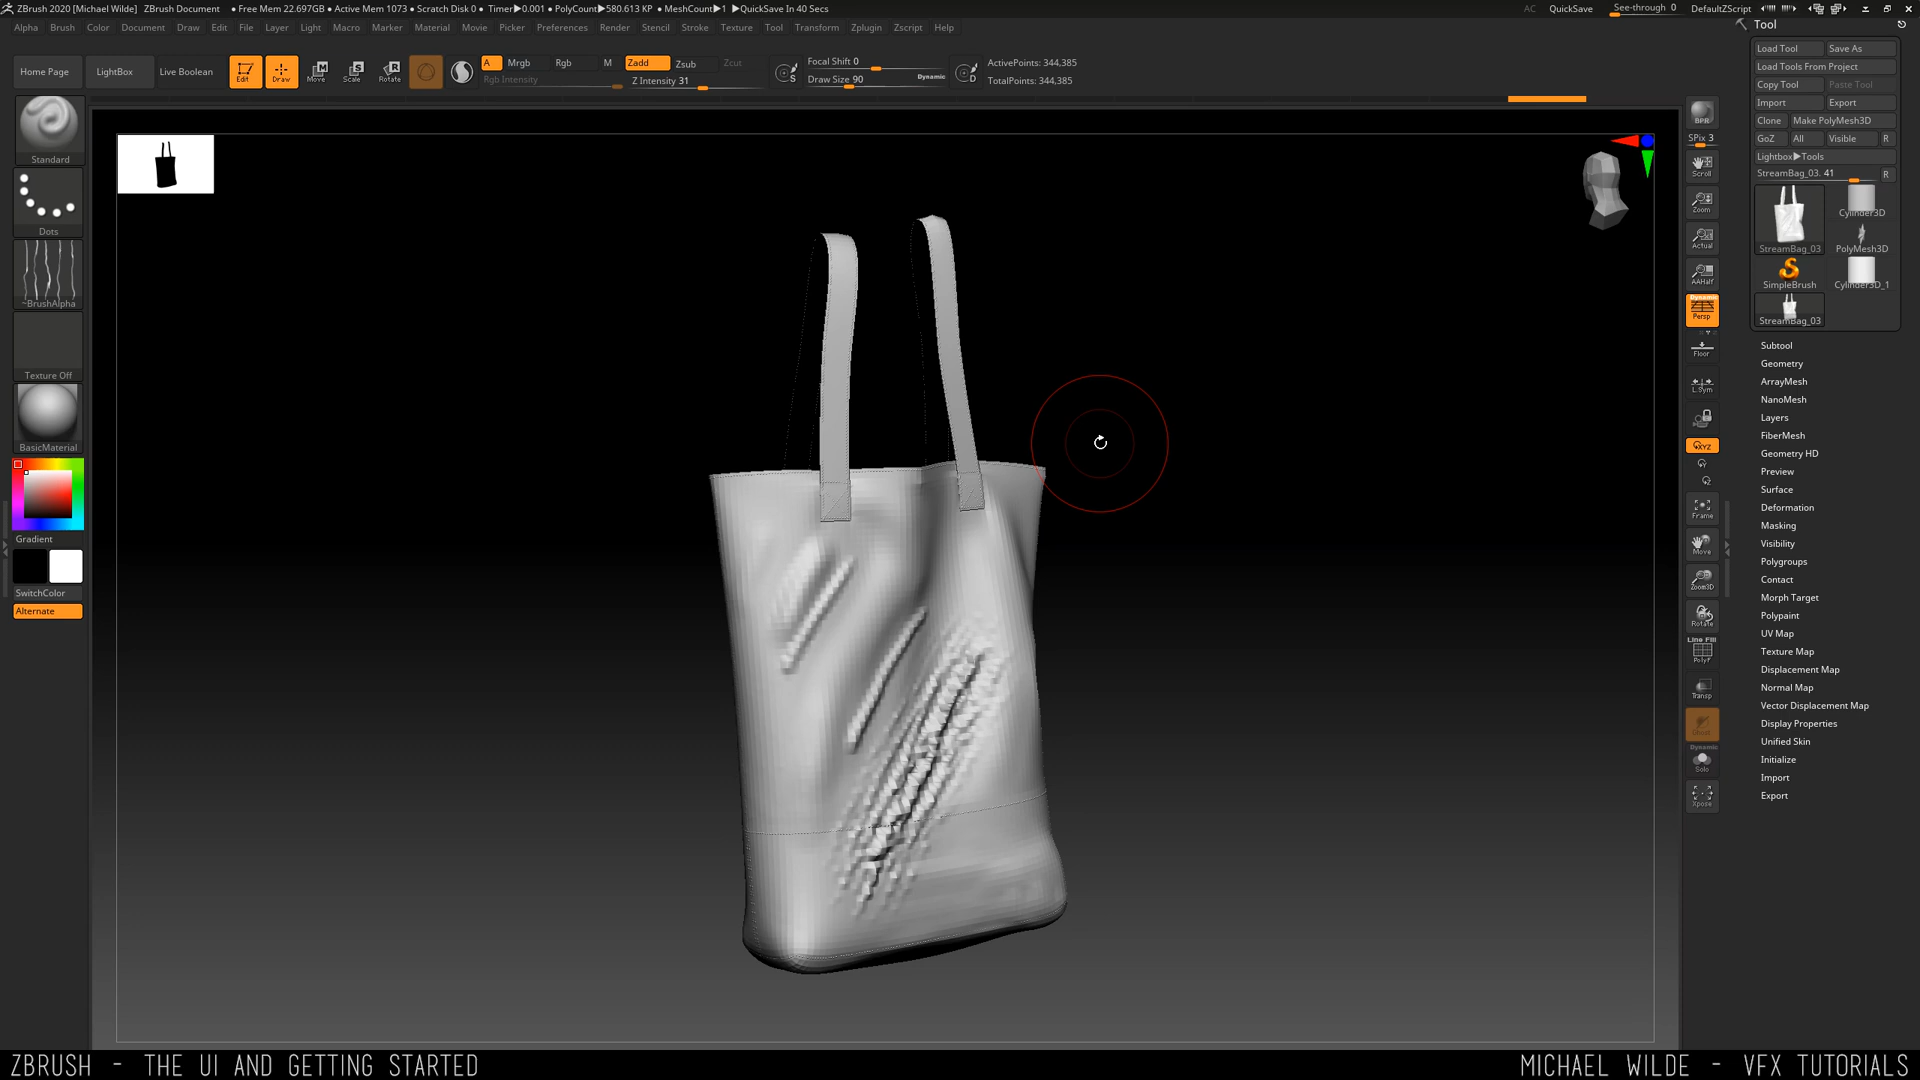 ZBrush 2020 [Michael Wilde] ZBrush Document • Free Mem 22.697GB • Active Mem 1073 • Scratch Disk 0 • Timer▶0.001 • PolyCount▶580.613 KP • MeshCount▶1 ▶QuickSave In 40 Secs AC QuickSave See-through 0 DefaultZScript
Alpha Brush Color Document Draw Edit File Layer Light Macro Marker Material Movie Picker Preferences Render Stencil Stroke Texture Tool Transform Zplugin Zscript Help
Home Page LightBox Live Boolean Edit Draw Move Scale Rotate
A Mrgb Rgb M Zadd Zsub Zcut
Rgb Intensity Z Intensity 31
Focal Shift 0
Draw Size 90 Dynamic
S D
ActivePoints: 344,385
TotalPoints: 344,385
Standard
Dots
~BrushAlpha
Texture Off
BasicMaterial
Gradient
SwitchColor
Alternate
BPR
SPix 3
Scroll
Zoom
Actual
AAHalf
Dynamic
Persp
Floor
L.Sym
XYZ
Frame
Move
Zoom3D
Rotate
Line Fill
PolyF
Transp
Ghost
Dynamic
Solo
Xpose
Tool
Load Tool Save As
Load Tools From Project
Copy Tool Paste Tool
Import Export
Clone Make PolyMesh3D
GoZ All Visible R
Lightbox▶Tools
StreamBag_03. 41 R
StreamBag_03 Cylinder3D
PolyMesh3D
SimpleBrush Cylinder3D_1
StreamBag_03
Subtool
Geometry
ArrayMesh
NanoMesh
Layers
FiberMesh
Geometry HD
Preview
Surface
Deformation
Masking
Visibility
Polygroups
Contact
Morph Target
Polypaint
UV Map
Texture Map
Displacement Map
Normal Map
Vector Displacement Map
Display Properties
Unified Skin
Initialize
Import
Export
ZBRUSH - THE UI AND GETTING STARTED
MICHAEL WILDE - VFX TUTORIALS